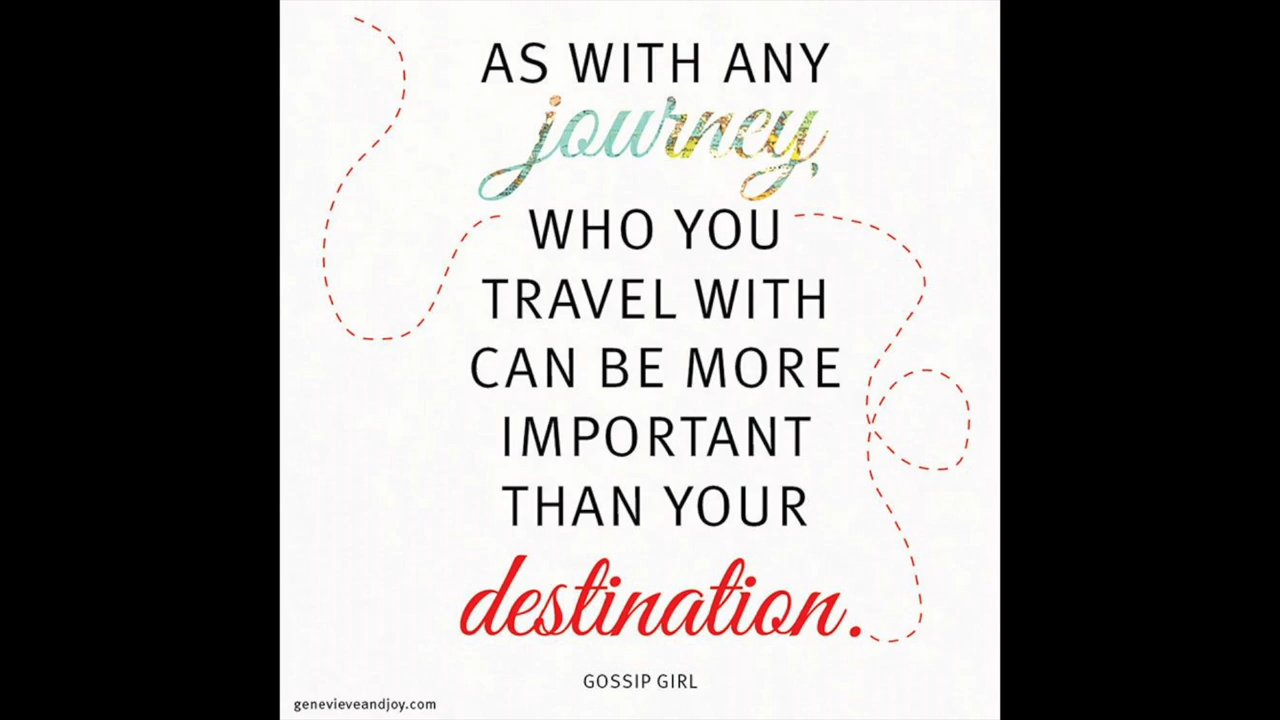 AS WITH ANY
journey,
WHO YOU
TRAVEL WITH
CAN BE MORE
IMPORTANT
THAN YOUR
destination.
GOSSIP GIRL
genevieveandjoy.com